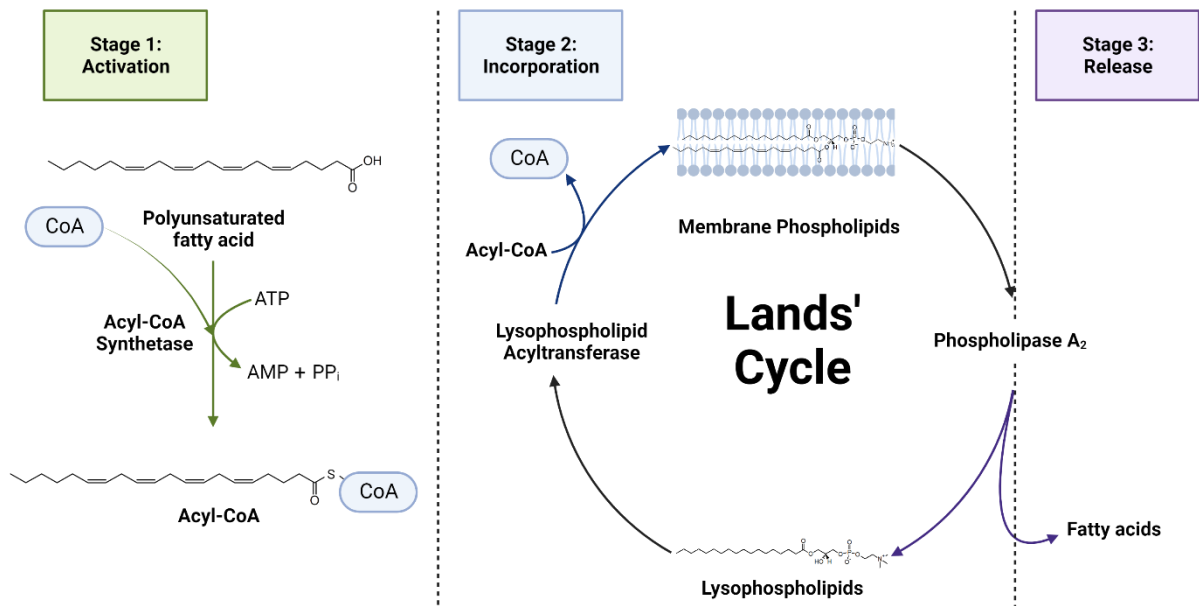 Stage 1:
Activation
OH
O
CoA
Polyunsaturated
fatty acid
ATP
Acyl-CoA
Synthetase
AMP + PPi
S
O
CoA
Acyl-CoA
Stage 2:
Incorporation
CoA
Acyl-CoA
Membrane Phospholipids
Lands'
Cycle
Lysophospholipid
Acyltransferase
Phospholipase A₂
O
O
HO
H
O
P
O
O
O⁻
N
Lysophospholipids
Stage 3:
Release
Fatty acids